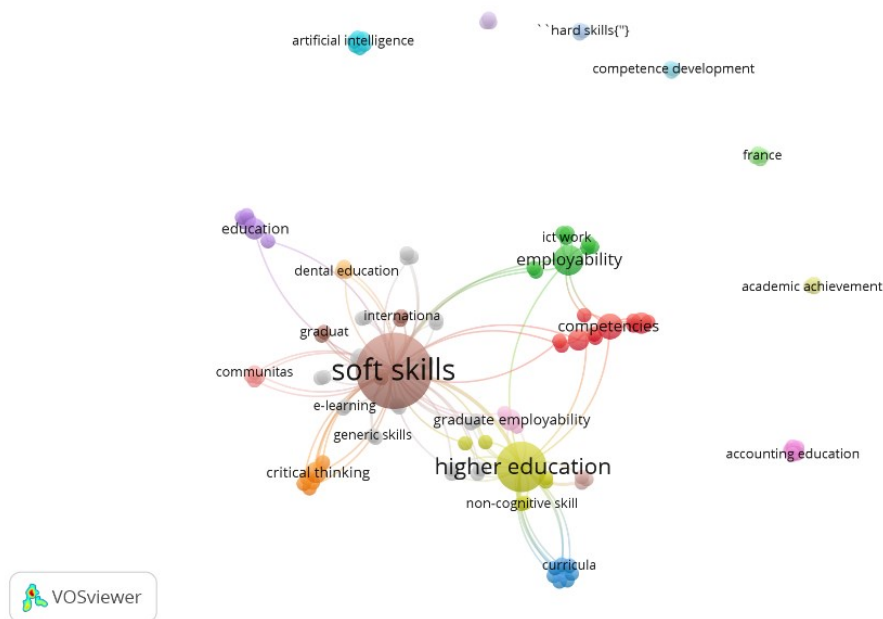 ``hard skills{"}
artificial intelligence
competence development
france
education
ict work
employability
dental education
academic achievement
internationa
graduat
competencies
soft skills
communitas
e-learning
graduate employability
generic skills
accounting education
higher education
critical thinking
non-cognitive skill
curricula
VOSviewer